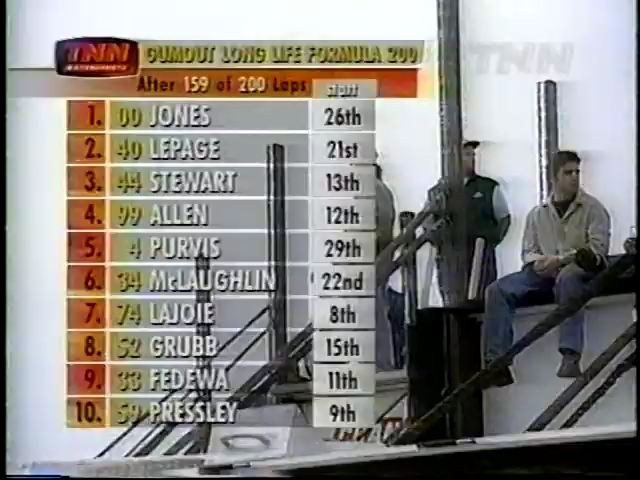 TNN GUMOUT LONG LIFE FORMULA 200
TNN
After 159 of 200 Laps start
1. 00 JONES 26th
2. 40 LEPAGE 21st
3. 44 STEWART 13th
4. 99 ALLEN 12th
5. 4 PURVIS 29th
6. 34 McLAUGHLIN 22nd
7. 74 LAJOIE 8th
8. 52 GRUBB 15th
9. 33 FEDEWA 11th
10. 59 PRESSLEY 9th